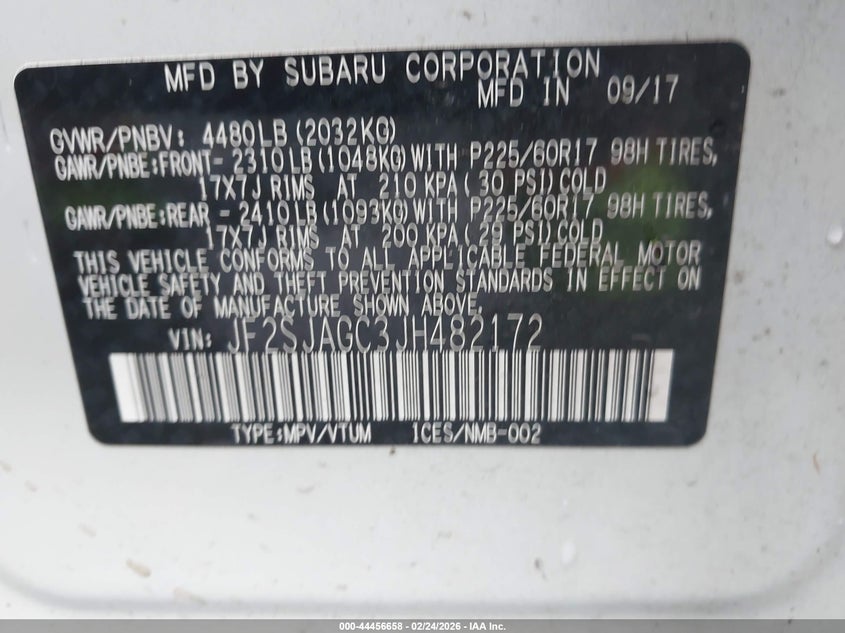 MFD BY SUBARU CORPORATION
MFD IN 09/17
GVWR/PNBV: 4480LB (2032KG)
GAWR/PNBE:FRONT- 2310LB (1048KG) WITH P225/60R17 98H TIRES,
17X7J RIMS AT 210 KPA ( 30 PSI) COLD
GAWR/PNBE:REAR - 2410LB (1093KG) WITH P225/60R17 98H TIRES,
17X7J RIMS AT 200 KPA ( 29 PSI) COLD
THIS VEHICLE CONFORMS TO ALL APPLICABLE FEDERAL MOTOR
VEHICLE SAFETY AND THEFT PREVENTION STANDARDS IN EFFECT ON
THE DATE OF MANUFACTURE SHOWN ABOVE.
VIN: JF2SJAGC3JH482172
TYPE:MPV/VTUM ICES/NMB-002
000-44456658 - 02/24/2026 - IAA Inc.